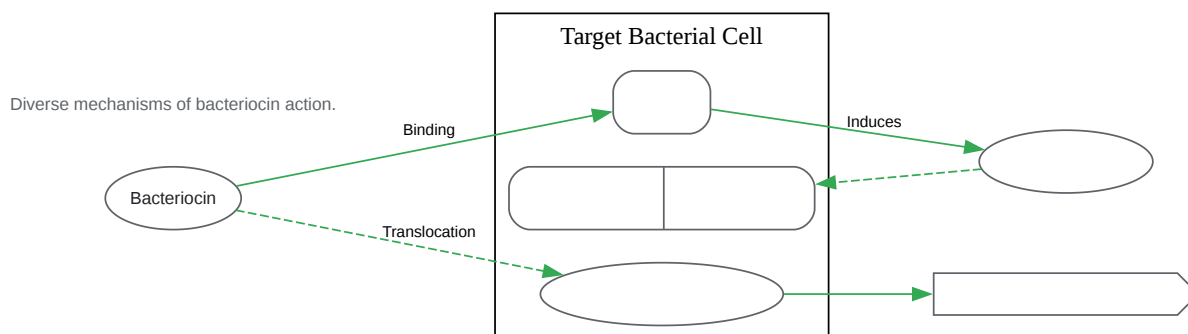 Target Bacterial Cell
Diverse mechanisms of bacteriocin action.
Binding
Induces
Bacteriocin
Translocation